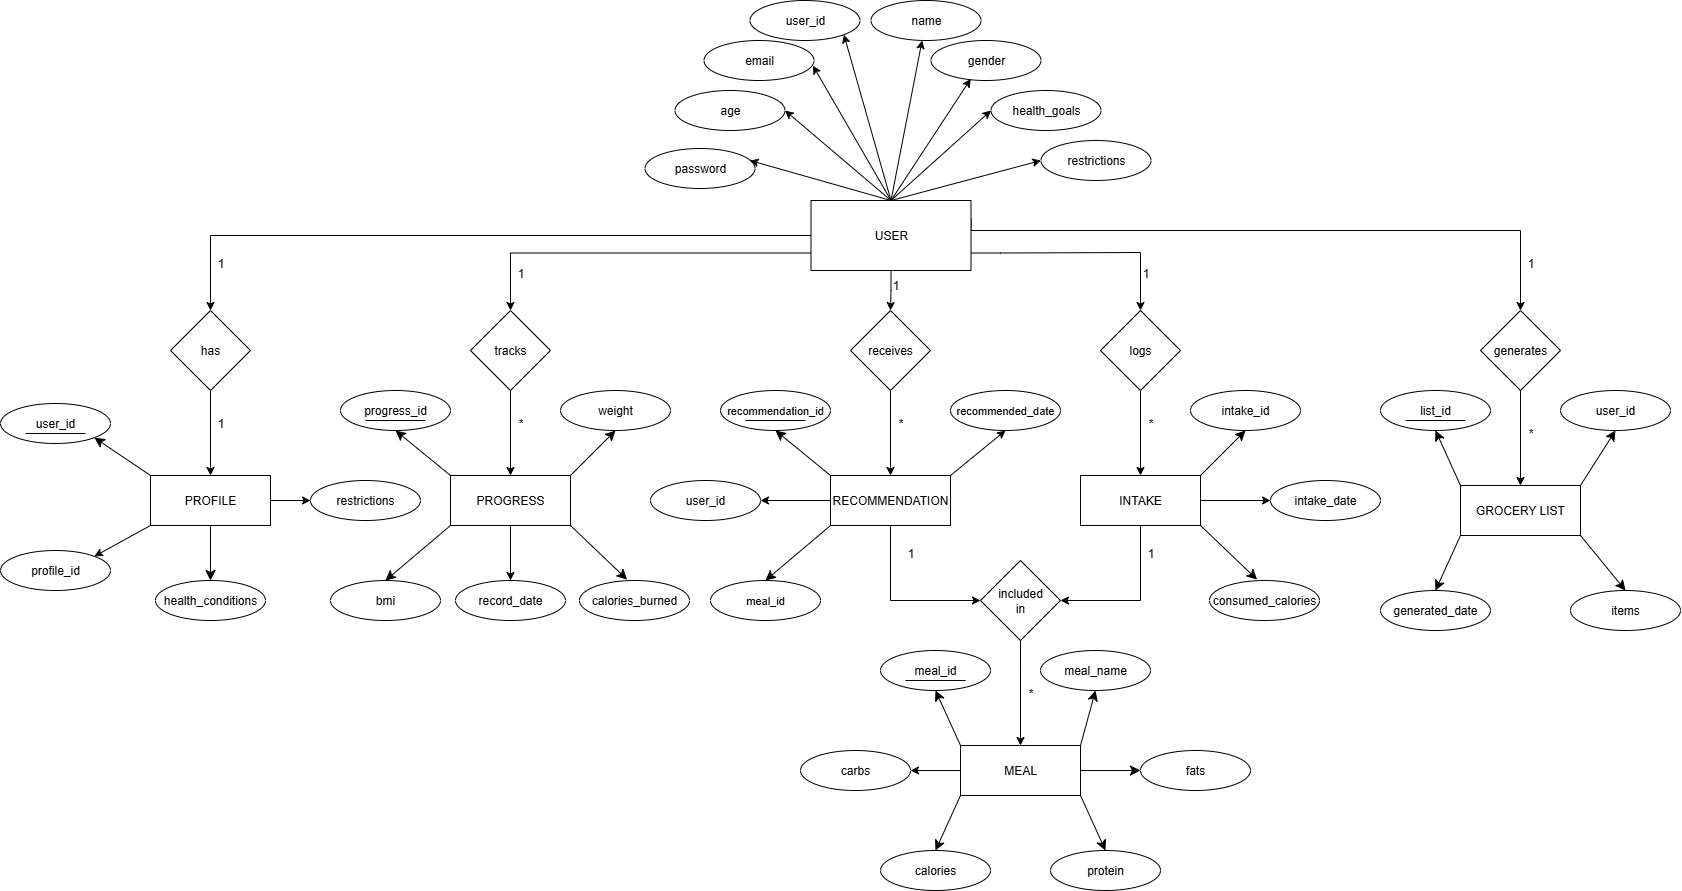 user_id
name
email
gender
age
health_goals
password
restrictions
USER
1
1
1
1
1
has
tracks
receives
logs
generates
user_id
1
progress_id
weight
*
recommendation_id
recommended_date
*
intake_id
*
list_id
user_id
*
PROFILE
restrictions
PROGRESS
user_id
RECOMMENDATION
INTAKE
intake_date
GROCERY LIST
profile_id
health_conditions
bmi
record_date
calories_burned
meal_id
1
1
included
in
consumed_calories
generated_date
items
meal_id
meal_name
*
carbs
MEAL
fats
calories
protein